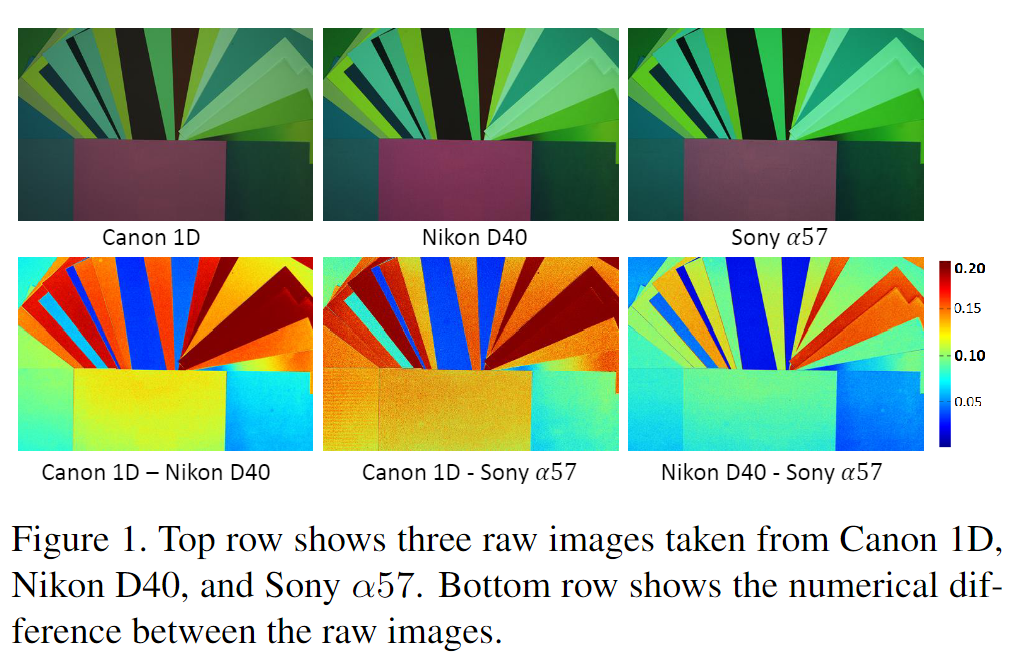 Canon 1D
Nikon D40
Sony α57
0.20
0.15
0.10
0.05
Canon 1D – Nikon D40
Canon 1D - Sony α57
Nikon D40 - Sony α57
Figure 1. Top row shows three raw images taken from Canon 1D,
Nikon D40, and Sony α57. Bottom row shows the numerical dif-
ference between the raw images.